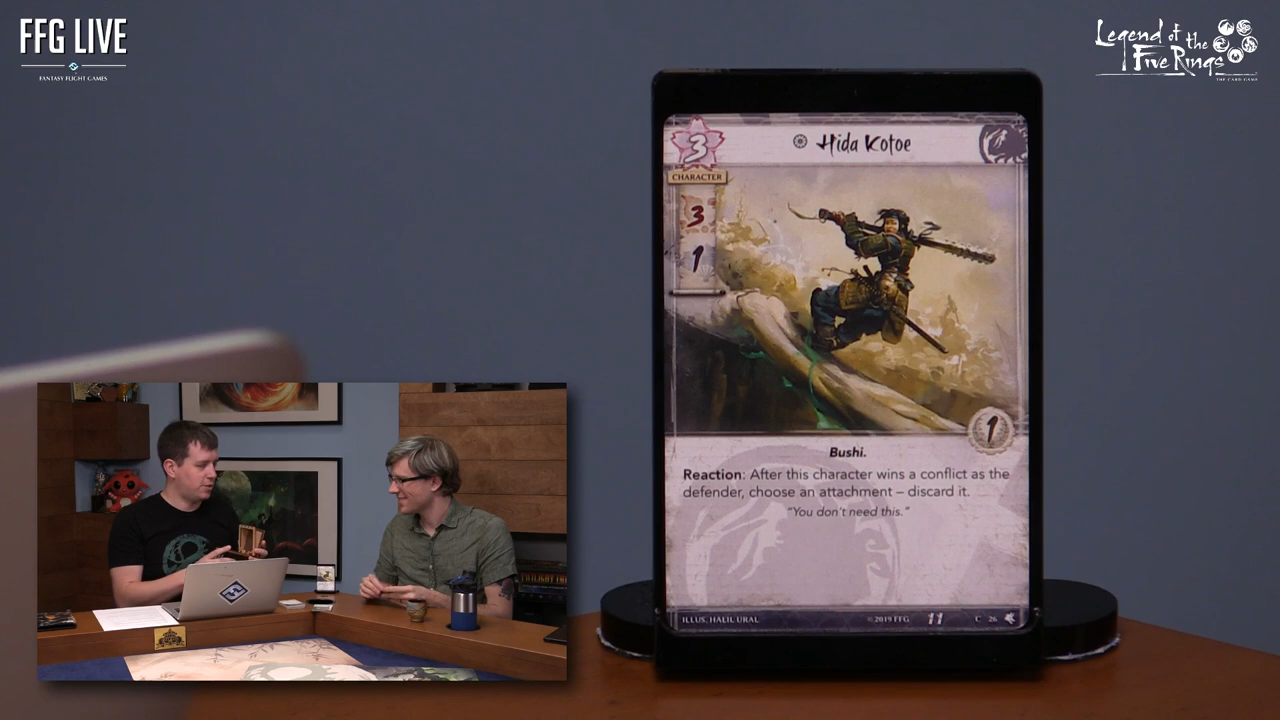 FFG LIVE
FANTASY FLIGHT GAMES
Legend of the
Five Rings
THE CARD GAME
3
Hida Kotoe
CHARACTER
3
1
1
Bushi.
Reaction: After this character wins a conflict as the
defender, choose an attachment – discard it.
"You don't need this."
ILLUS. HALIL URAL
©2019 FFG
11
C 26